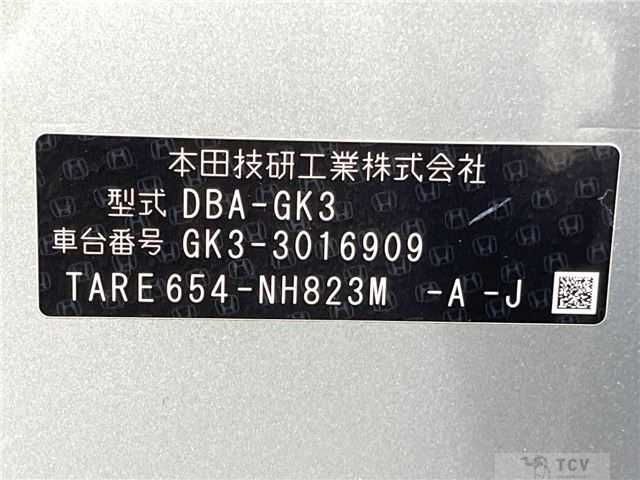 本田技研工業株式会社
型式 DBA-GK3
車台番号 GK3-3016909
TARE654-NH823M -A -J
TCV